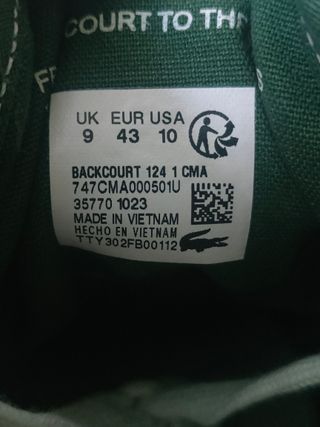 COURT TO TH
UK EUR USA
9 43 10
BACKCOURT 124 1 CMA
747CMA000501U
35770 1023
MADE IN VIETNAM
HECHO EN VIETNAM
TTY302FB00112